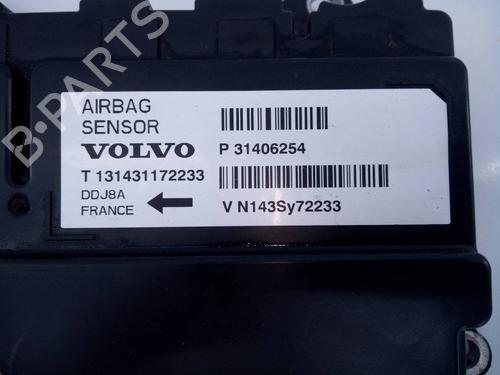 B-PARTS
AIRBAG
SENSOR
VOLVO
P 31406254
T 131431172233
DDJ8A
FRANCE
V N143Sy72233